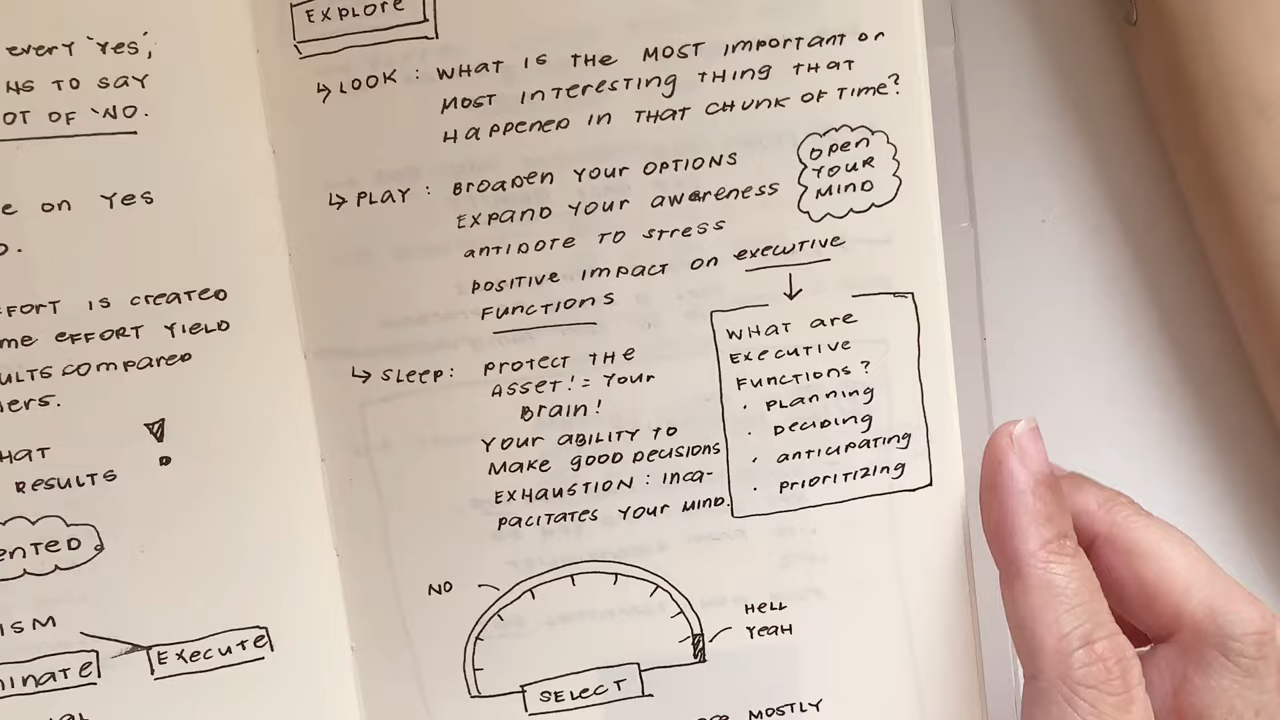 every 'yes',
NS TO SAY
OT OF 'NO.
e on Yes
O.
FFORT IS created
me EFFORT YIELD
ULTS compared
hers.
HAT
RESULTS
enTED
ISM
Execute
inate
EXPLORE
LOOK : WHAT IS THE MOST Important or
MOST Interesting THing THAT
Happened in THAT CHUNK OF TIME?
PLAY : BROADEN YOUR OPTIONS
EXPAND YOUR awareness
antidote TO stress
positive impact on executive
Functions
open
YOUR
MIND
WHAT are
EXECUTIVE
Functions?
· planning
· Deciding
· anticipating
· prioritizing
SLEEP: PROTECT THE
ASSET! = YOUR
Brain!
YOUR ABILITY TO
MAKE good Decisions
EXHAUSTION : Inca-
pacitates YOUR MIND.
NO
HELL
YeaH
SELECT
MOSTLY